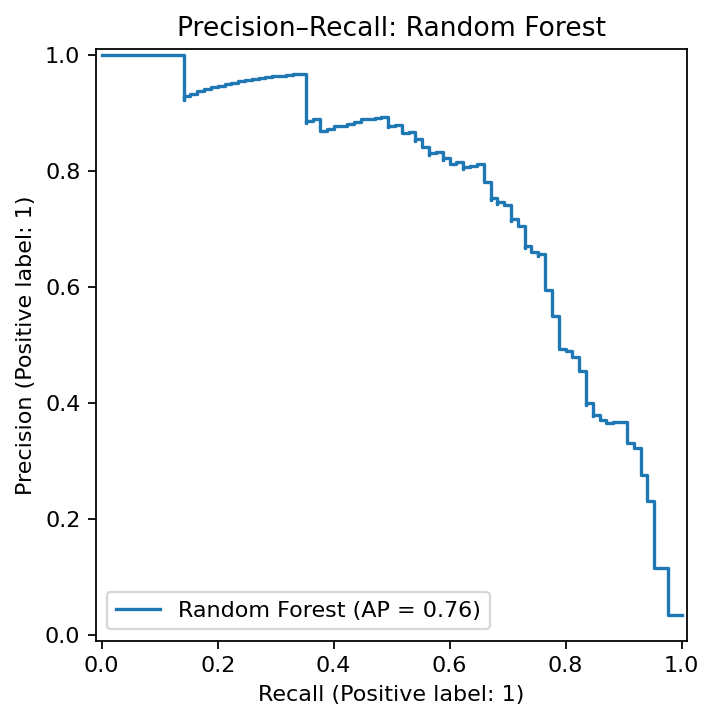 Precision–Recall: Random Forest
1.0
0.8
0.6
0.4
0.2
0.0
Precision (Positive label: 1)
Random Forest (AP = 0.76)
0.0 0.2 0.4 0.6 0.8 1.0
Recall (Positive label: 1)